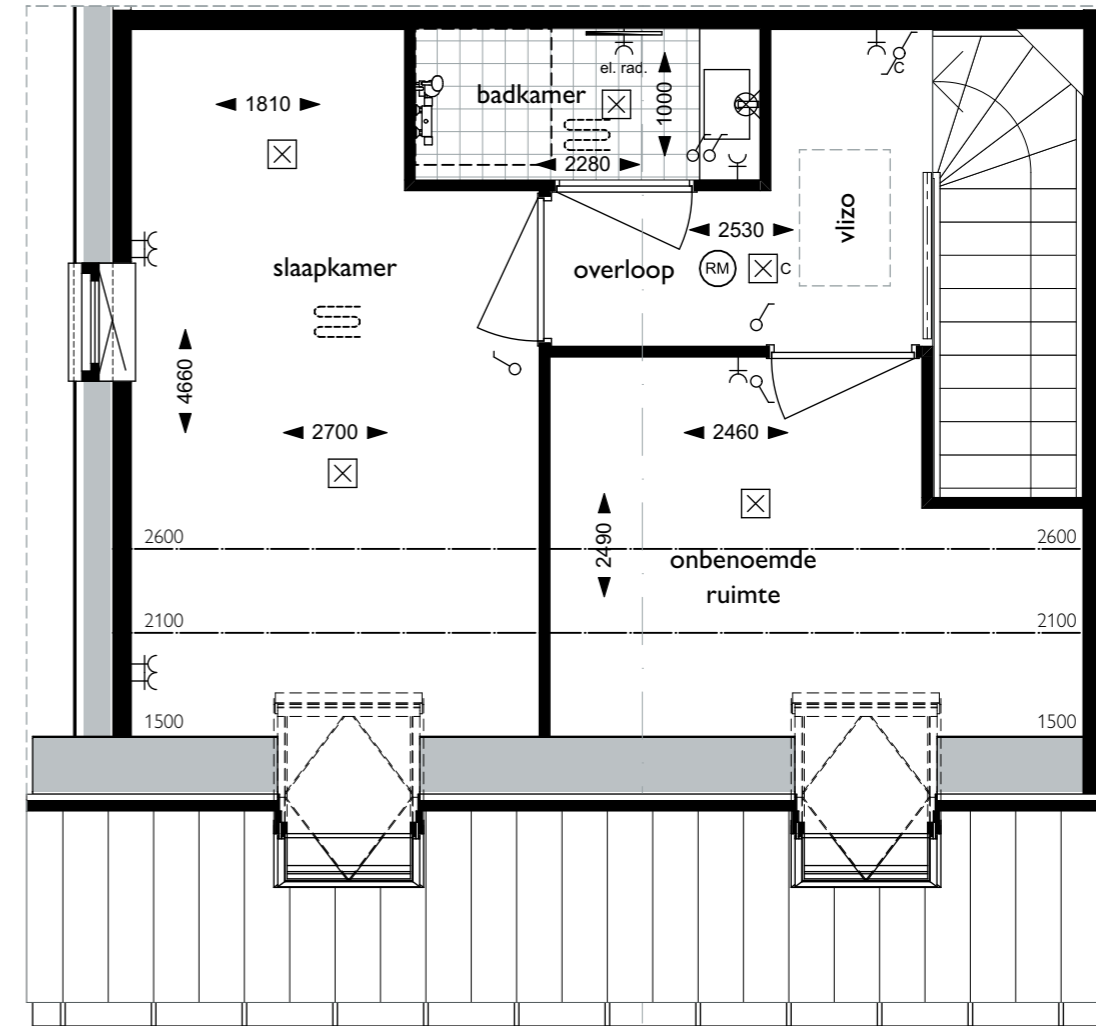 el. rad.
badkamer
1810
1000
C
2280
vlizo
2530
slaapkamer
overloop
RM
C
4660
2700
2460
2490
2600
2600
onbenoemde
ruimte
2100
2100
1500
1500